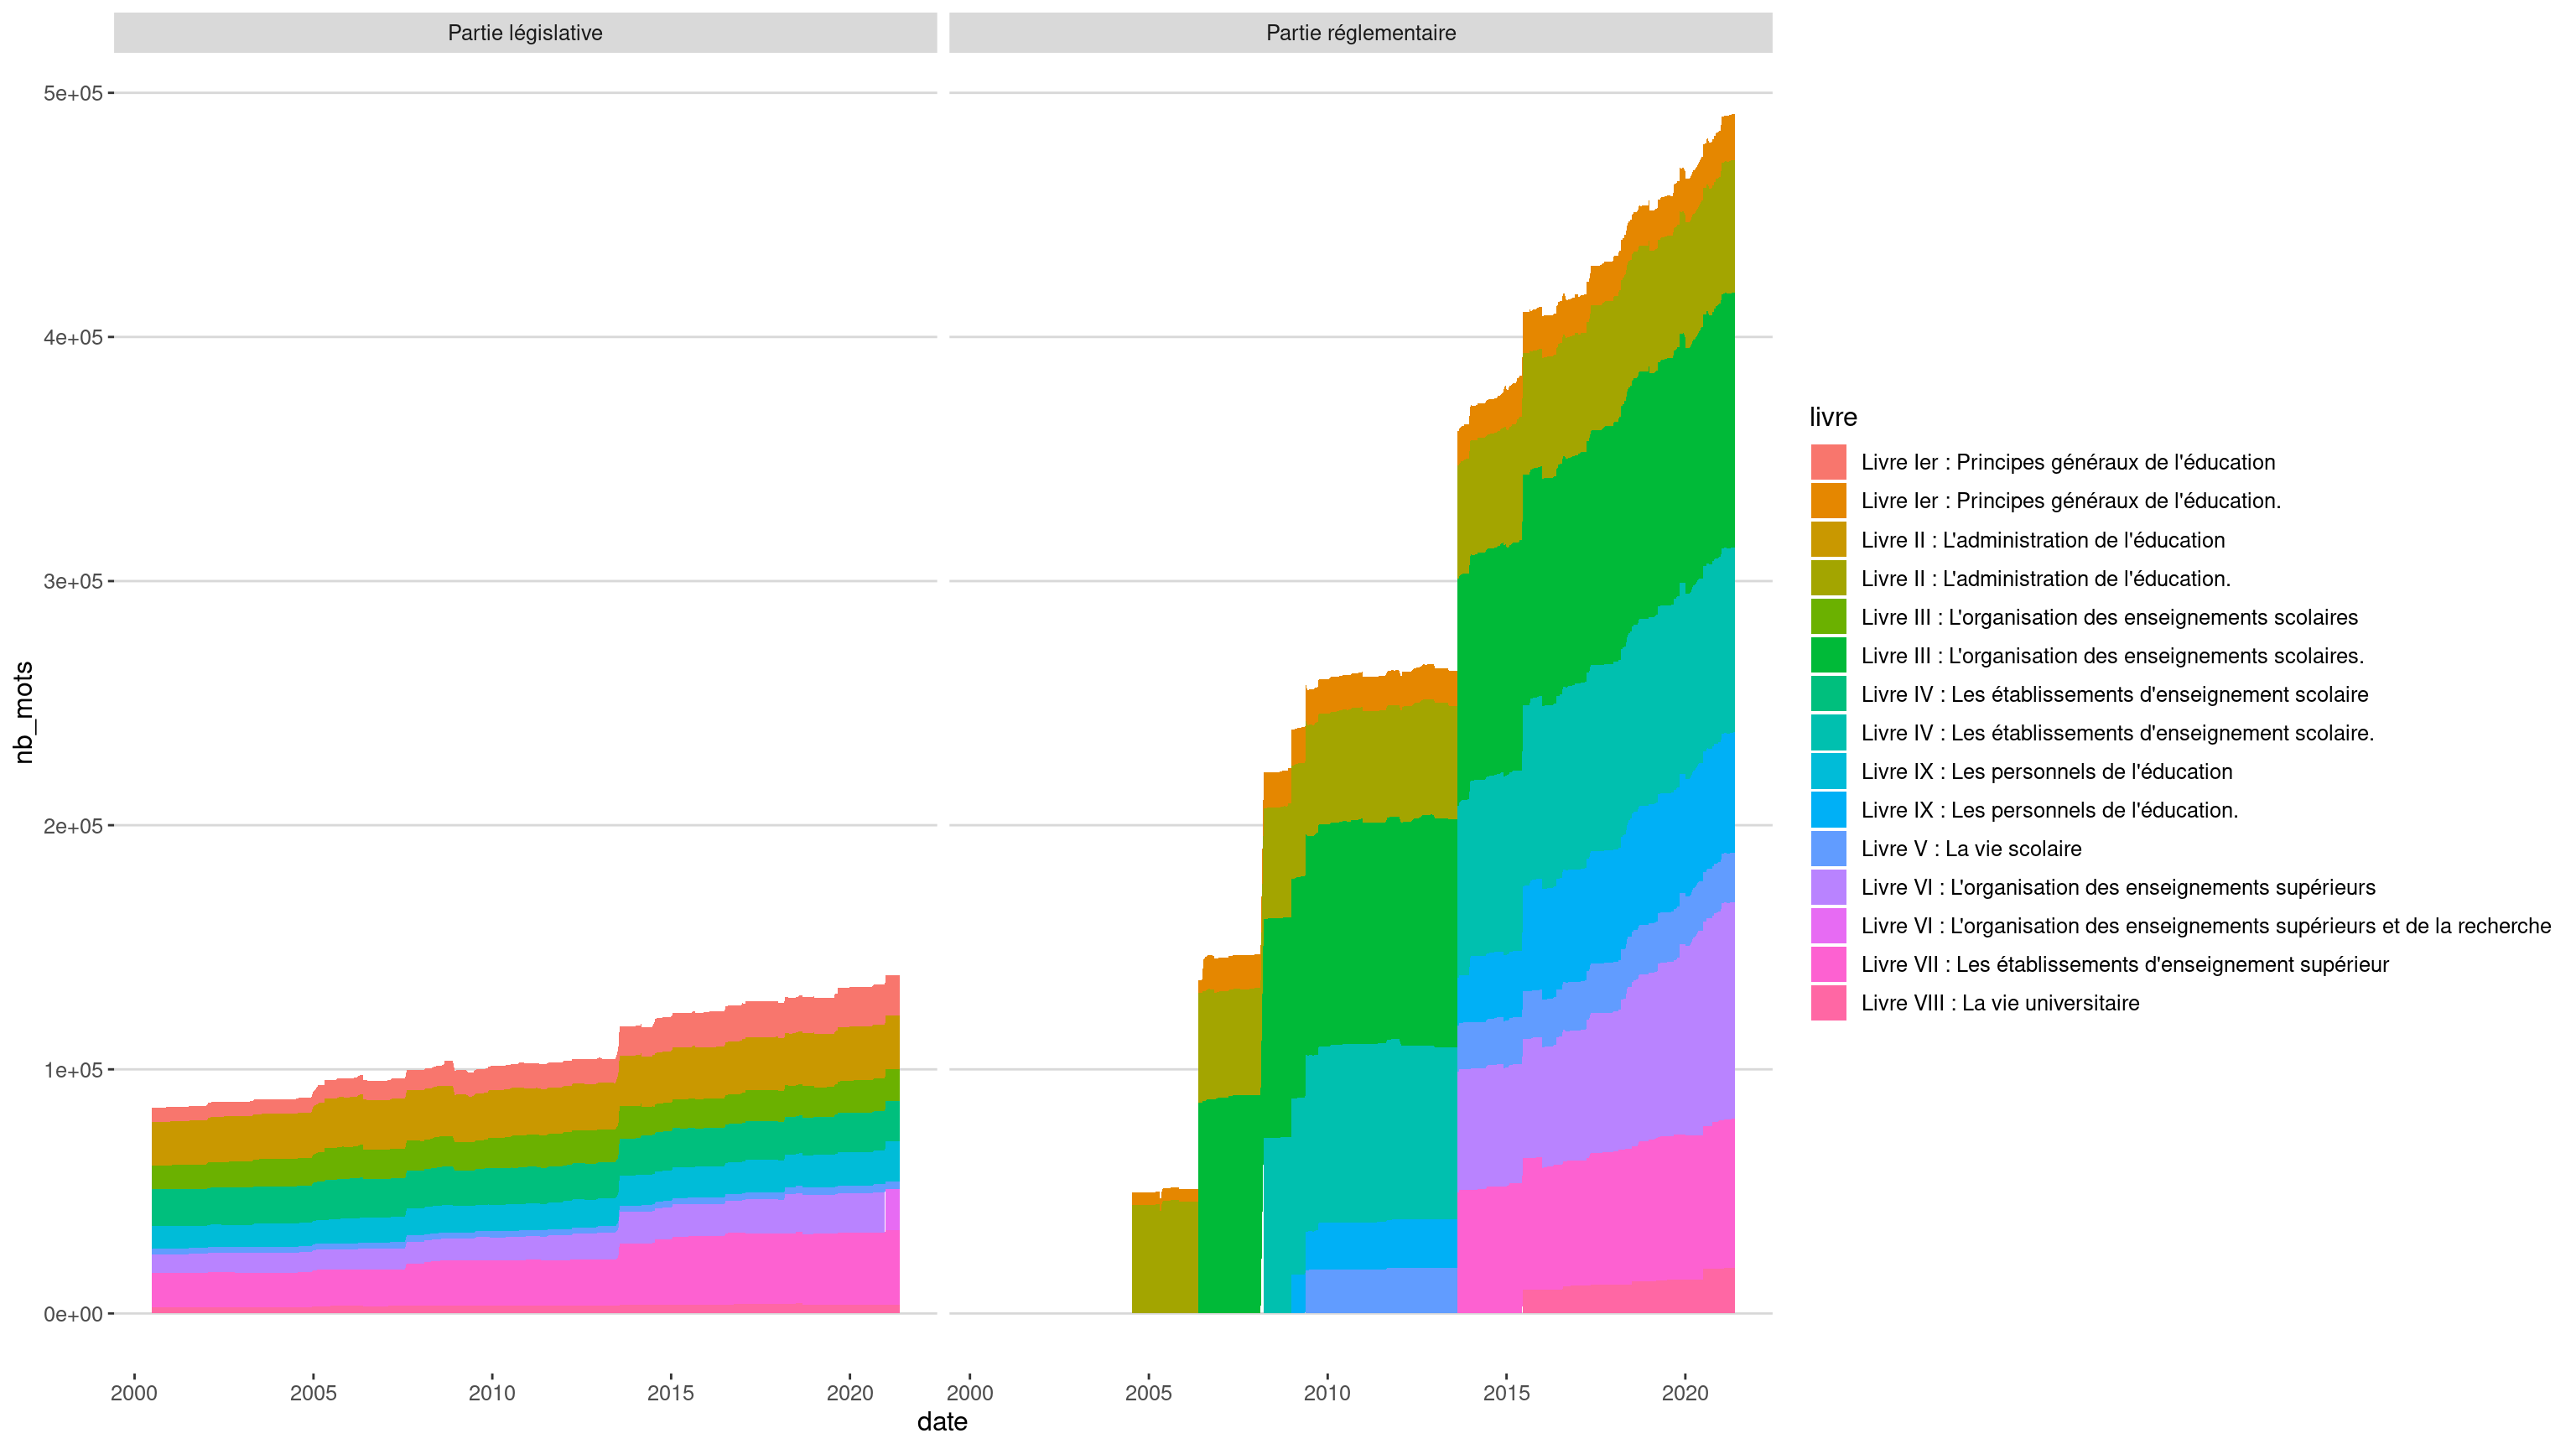 Partie législative
Partie réglementaire
5e+05
4e+05
3e+05
2e+05
1e+05
0e+00
nb_mots
2000
2005
2010
2015
2020
2000
2005
2010
2015
2020
date
livre
Livre Ier : Principes généraux de l'éducation
Livre Ier : Principes généraux de l'éducation.
Livre II : L'administration de l'éducation
Livre II : L'administration de l'éducation.
Livre III : L'organisation des enseignements scolaires
Livre III : L'organisation des enseignements scolaires.
Livre IV : Les établissements d'enseignement scolaire
Livre IV : Les établissements d'enseignement scolaire.
Livre IX : Les personnels de l'éducation
Livre IX : Les personnels de l'éducation.
Livre V : La vie scolaire
Livre VI : L'organisation des enseignements supérieurs
Livre VI : L'organisation des enseignements supérieurs et de la recherche
Livre VII : Les établissements d'enseignement supérieur
Livre VIII : La vie universitaire